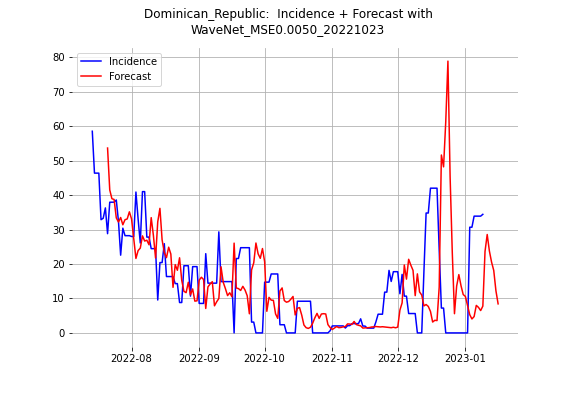 Dominican_Republic:  Incidence + Forecast with
WaveNet_MSE0.0050_20221023
Incidence
Forecast
80
70
60
50
40
30
20
10
0
2022-08 2022-09 2022-10 2022-11 2022-12 2023-01